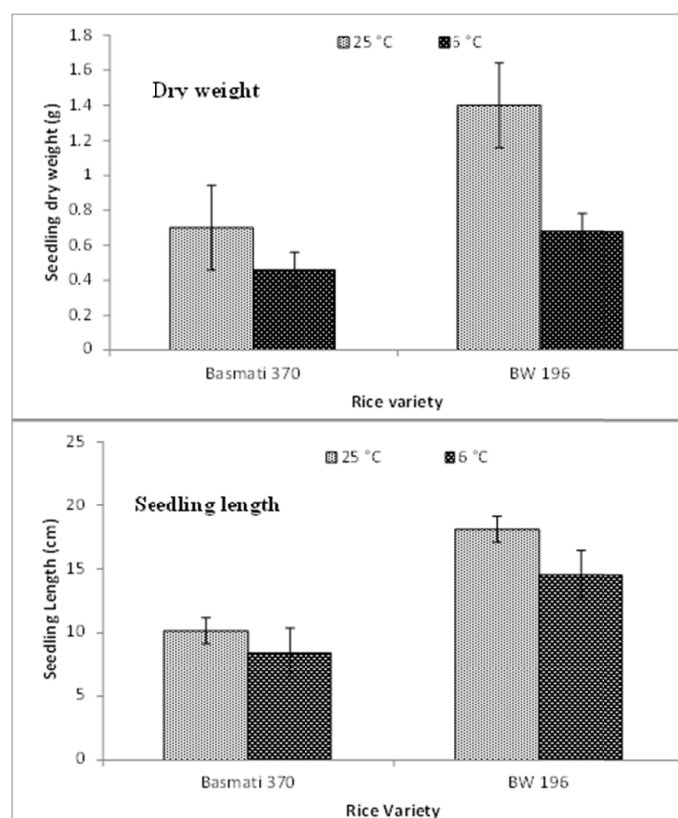 25 °C 6 °C
1.8
1.6
1.4
1.2
1
0.8
0.6
0.4
0.2
0
Dry weight
Seedling dry weight (g)
Basmati 370 BW 196
Rice variety
25 °C 6 °C
25
20
15
10
5
0
Seedling length
Seedling Length (cm)
Basmati 370 BW 196
Rice Variety